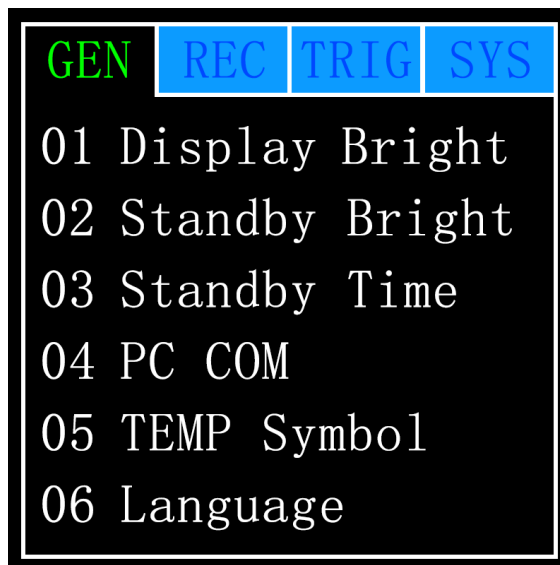 GEN REC TRIG SYS
01 Display Bright
02 Standby Bright
03 Standby Time
04 PC COM
05 TEMP Symbol
06 Language